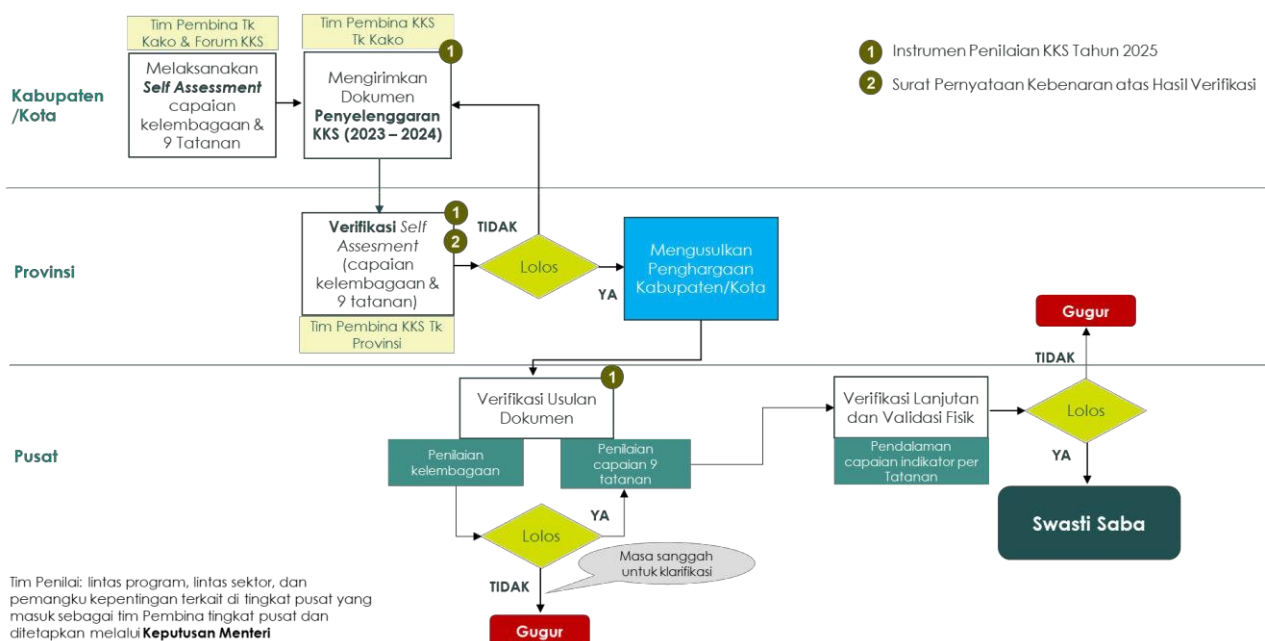 Tim Pembina Tk
Kako & Forum KKS
Melaksanakan
Self Assessment
capaian
kelembagaan &
9 Tatanan
Tim Pembina KKS
Tk Kako
1
Mengirimkan
Dokumen
Penyelenggaran
KKS (2023 – 2024)
1 Instrumen Penilaian KKS Tahun 2025
2 Surat Pernyataan Kebenaran atas Hasil Verifikasi
Kabupaten
/Kota
Provinsi
1
2
Verifikasi Self
Assesment
(capaian
kelembagaan &
9 tatanan)
Tim Pembina KKS Tk
Provinsi
TIDAK
Lolos
YA
Mengusulkan
Penghargaan
Kabupaten/Kota
Pusat
1
Verifikasi Usulan
Dokumen
Penilaian
kelembagaan
Penilaian
capaian 9
tatanan
Lolos
YA
TIDAK
Masa sanggah
untuk klarifikasi
Gugur
Verifikasi Lanjutan
dan Validasi Fisik
Pendalaman
capaian indikator per
Tatanan
Gugur
TIDAK
Lolos
YA
Swasti Saba
Tim Penilai: lintas program, lintas sektor, dan
pemangku kepentingan terkait di tingkat pusat yang
masuk sebagai tim Pembina tingkat pusat dan
ditetapkan melalui Keputusan Menteri